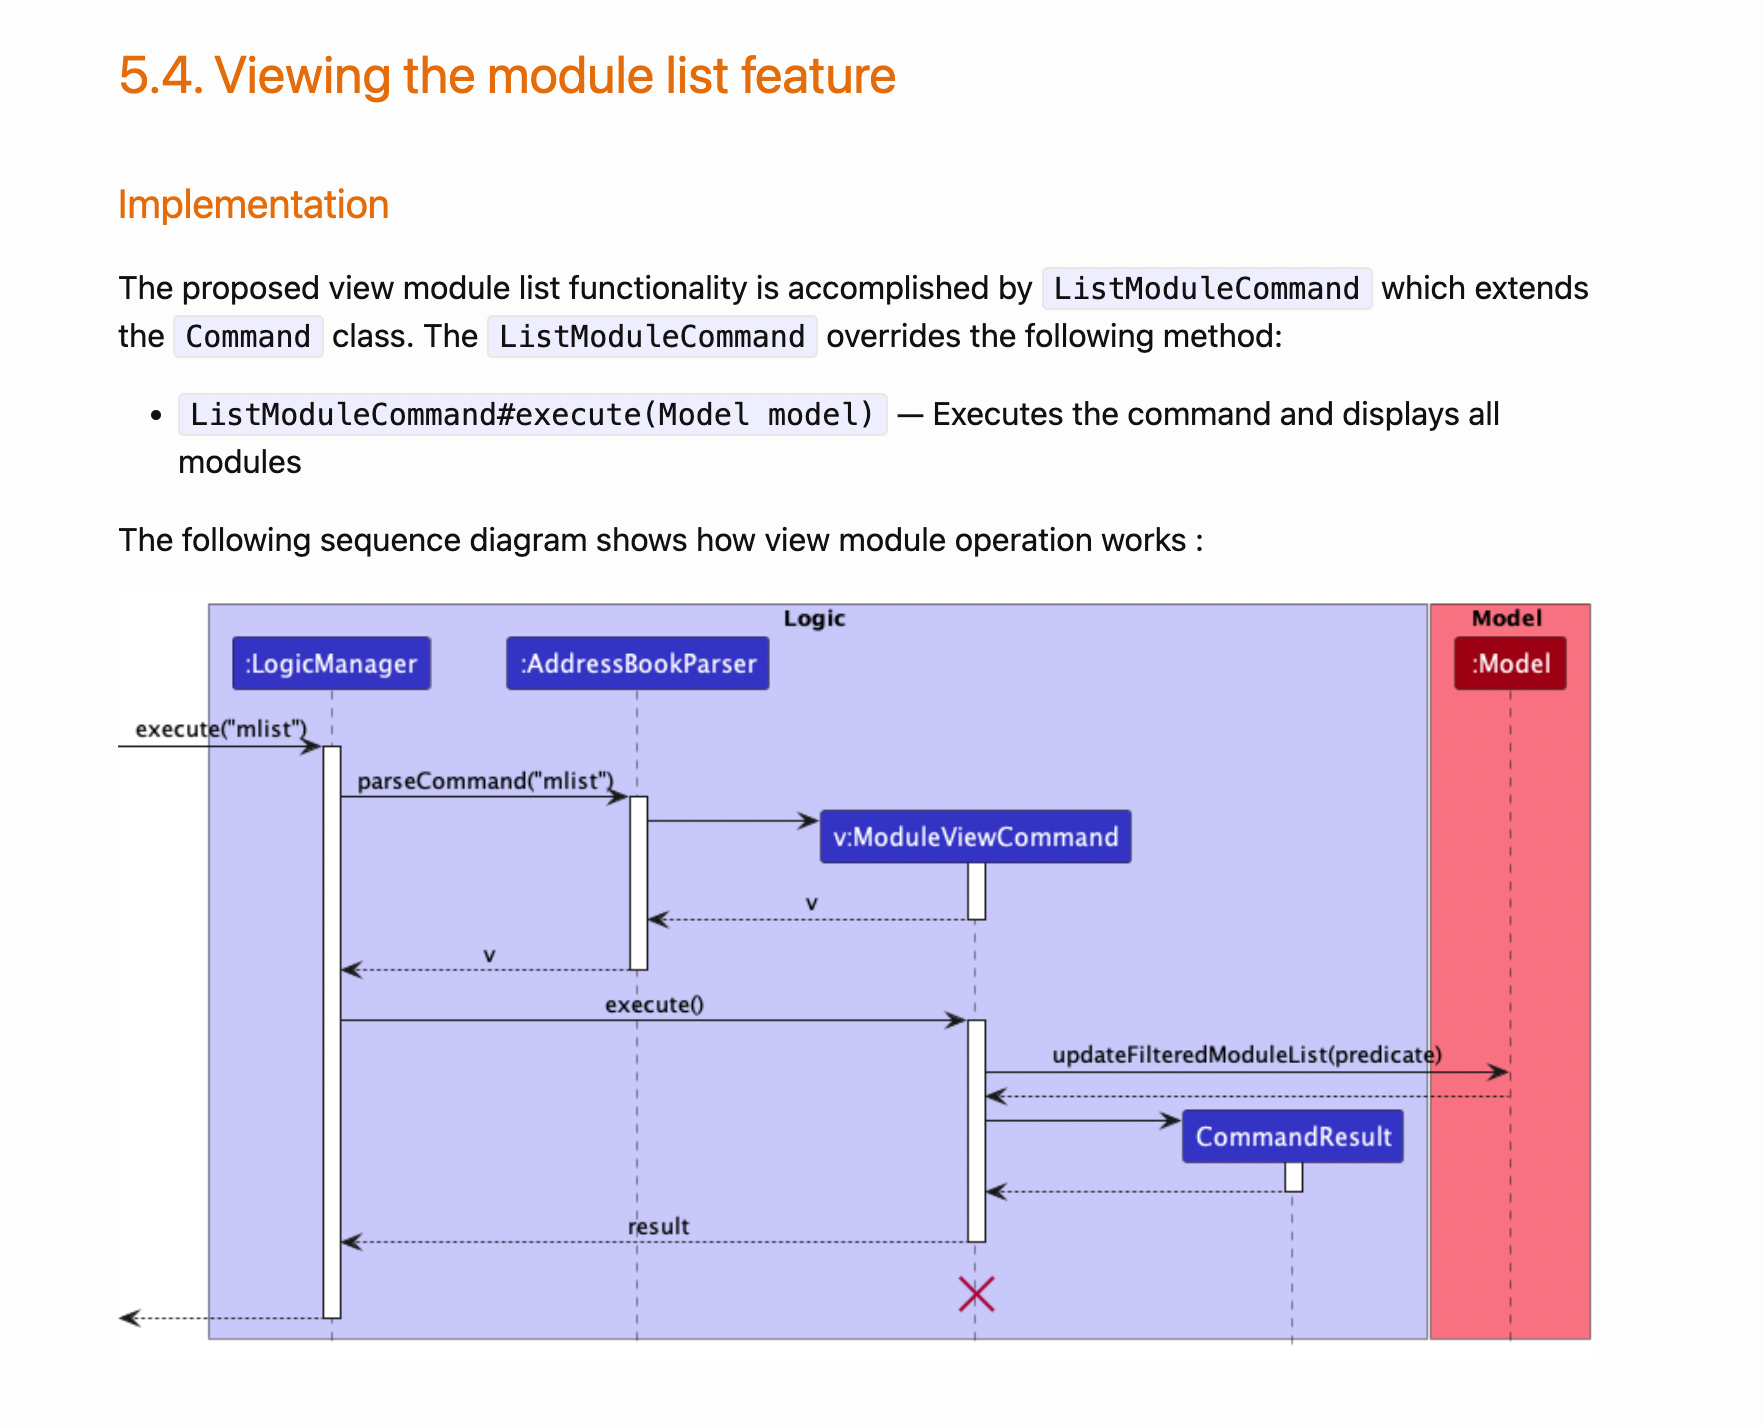 5.4. Viewing the module list feature
Implementation
The proposed view module list functionality is accomplished by ListModuleCommand which extends
the Command class. The ListModuleCommand overrides the following method:
• ListModuleCommand#execute(Model model) — Executes the command and displays all
modules
The following sequence diagram shows how view module operation works :
Logic
Model
:LogicManager
:AddressBookParser
:Model
execute("mlist")
parseCommand("mlist")
v:ModuleViewCommand
v
v
execute()
updateFilteredModuleList(predicate)
CommandResult
result